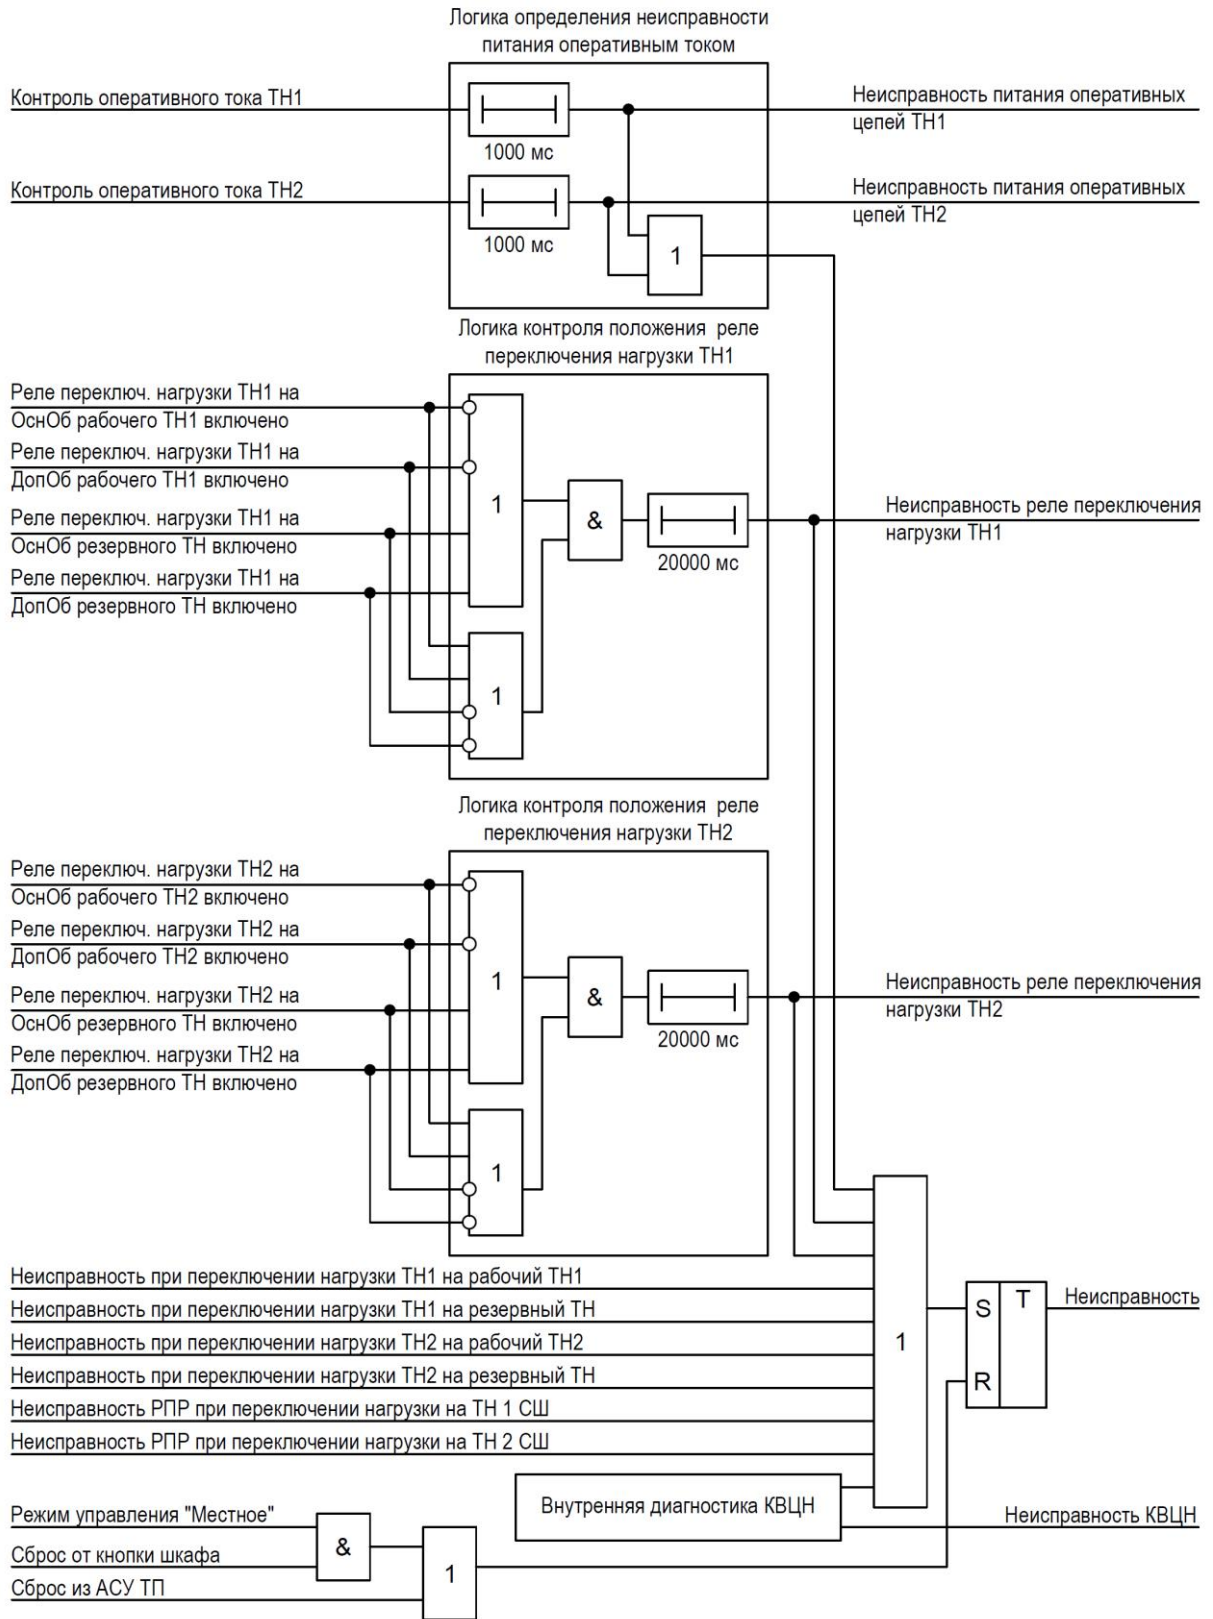 Логика определения неисправности
питания оперативным током
Контроль оперативного тока ТН1
1000 мс
Неисправность питания оперативных
цепей ТН1
Контроль оперативного тока ТН2
1000 мс
Неисправность питания оперативных
цепей ТН2
1
Логика контроля положения реле
переключения нагрузки ТН1
Реле переключ. нагрузки ТН1 на
ОснОб рабочего ТН1 включено
Реле переключ. нагрузки ТН1 на
ДопОб рабочего ТН1 включено
Реле переключ. нагрузки ТН1 на
ОснОб резервного ТН включено
Реле переключ. нагрузки ТН1 на
ДопОб резервного ТН включено
1
&
20000 мс
1
Неисправность реле переключения
нагрузки ТН1
Логика контроля положения реле
переключения нагрузки ТН2
Реле переключ. нагрузки ТН2 на
ОснОб рабочего ТН2 включено
Реле переключ. нагрузки ТН2 на
ДопОб рабочего ТН2 включено
Реле переключ. нагрузки ТН2 на
ОснОб резервного ТН включено
Реле переключ. нагрузки ТН2 на
ДопОб резервного ТН включено
1
&
20000 мс
1
Неисправность реле переключения
нагрузки ТН2
Неисправность при переключении нагрузки ТН1 на рабочий ТН1
Неисправность при переключении нагрузки ТН1 на резервный ТН
Неисправность при переключении нагрузки ТН2 на рабочий ТН2
Неисправность при переключении нагрузки ТН2 на резервный ТН
Неисправность РПР при переключении нагрузки на ТН 1 СШ
Неисправность РПР при переключении нагрузки на ТН 2 СШ
1
S
T
R
Неисправность
Внутренняя диагностика КВЦН
Неисправность КВЦН
Режим управления "Местное"
Сброс от кнопки шкафа
Сброс из АСУ ТП
&
1